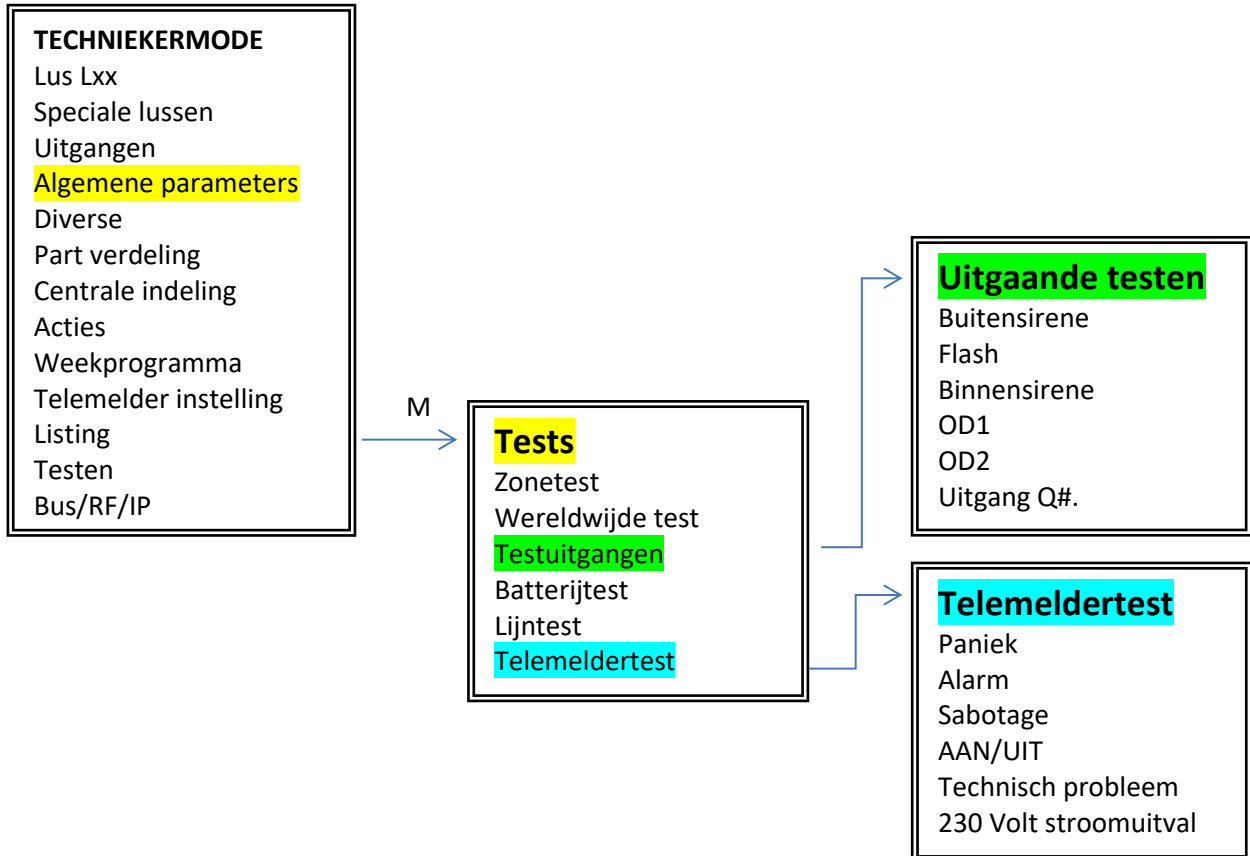 TECHNIEKERMODE
Lus Lxx
Speciale lussen
Uitgangen
Algemene parameters
Diverse
Part verdeling
Centrale indeling
Acties
Weekprogramma
Telemelder instelling
Listing
Testen
Bus/RF/IP
M
Tests
Zonetest
Wereldwijde test
Testuitgangen
Batterijtest
Lijntest
Telemeldertest
Uitgaande testen
Buitensirene
Flash
Binnensirene
OD1
OD2
Uitgang Q#.
Telemeldertest
Paniek
Alarm
Sabotage
AAN/UIT
Technisch probleem
230 Volt stroomuitval